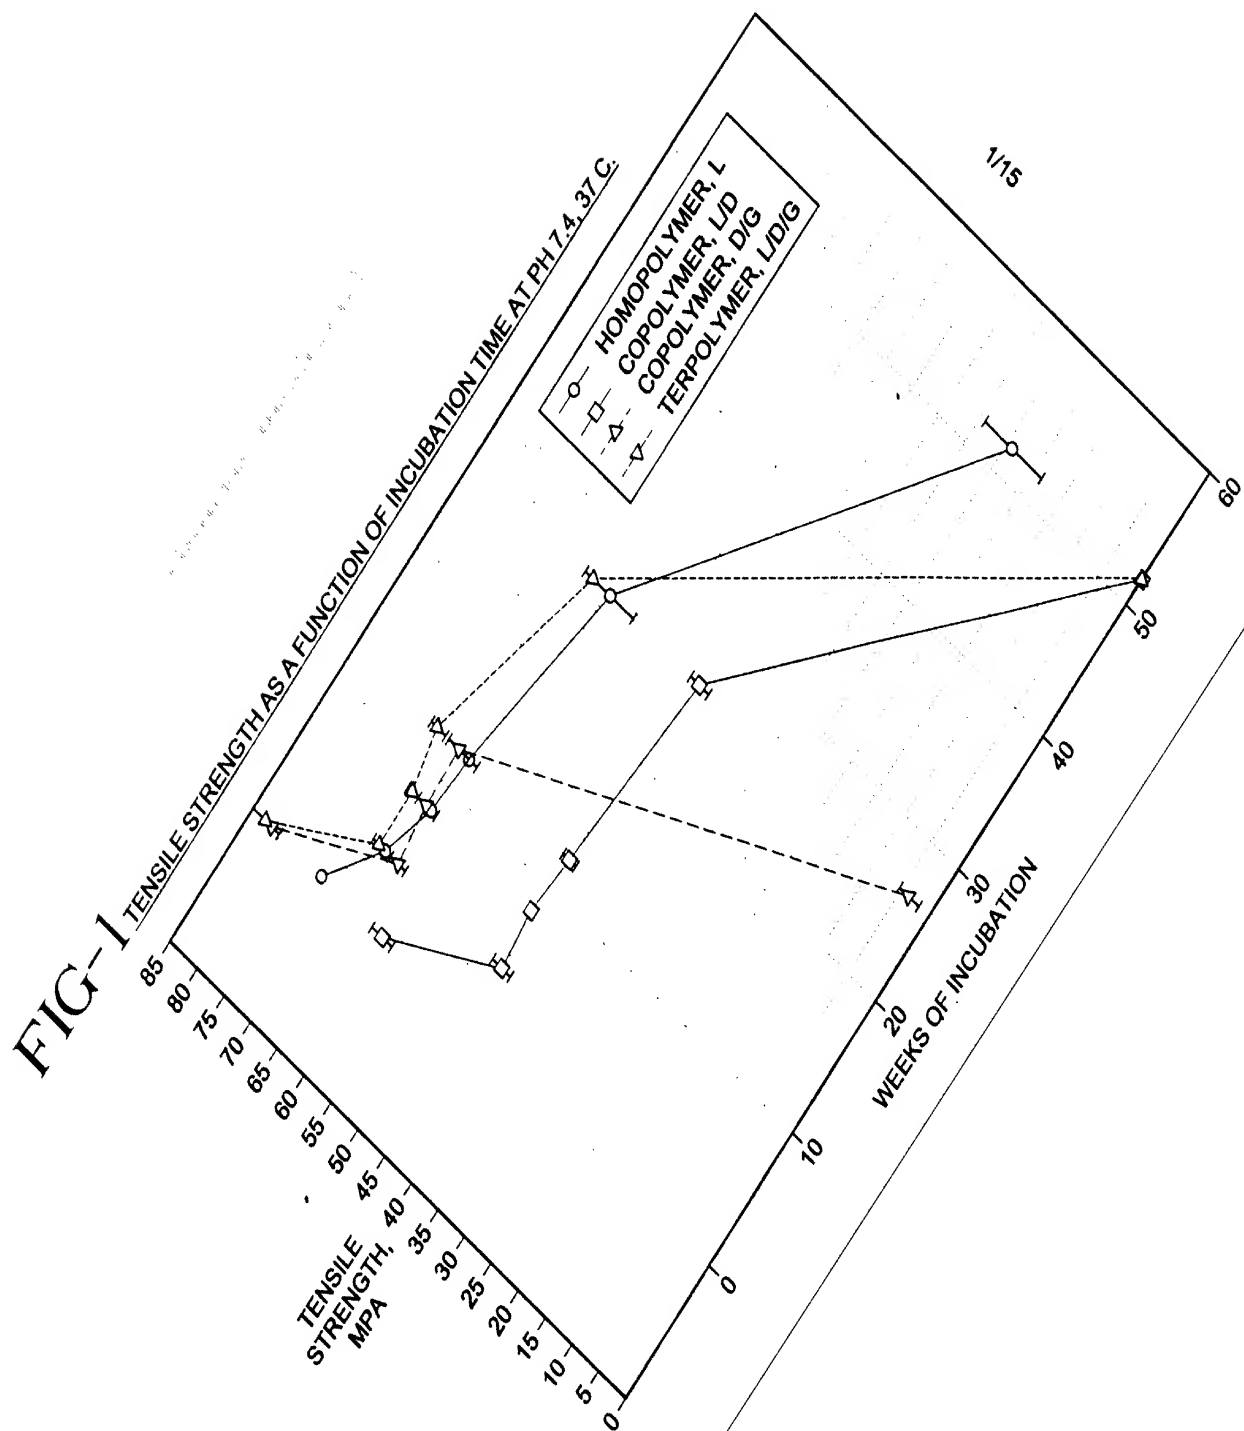 FIG-1
TENSILE STRENGTH AS A FUNCTION OF INCUBATION TIME AT PH 7.4, 37 C.
1/15
HOMOPOLYMER, L
COPOLYMER, L/D
COPOLYMER, D/G
TERPOLYMER, L/D/G
85
80
75
70
65
60
55
50
45
40
35
30
25
20
15
10
5
0
TENSILE
STRENGTH,
MPA
0
10
20
30
40
50
60
WEEKS OF INCUBATION